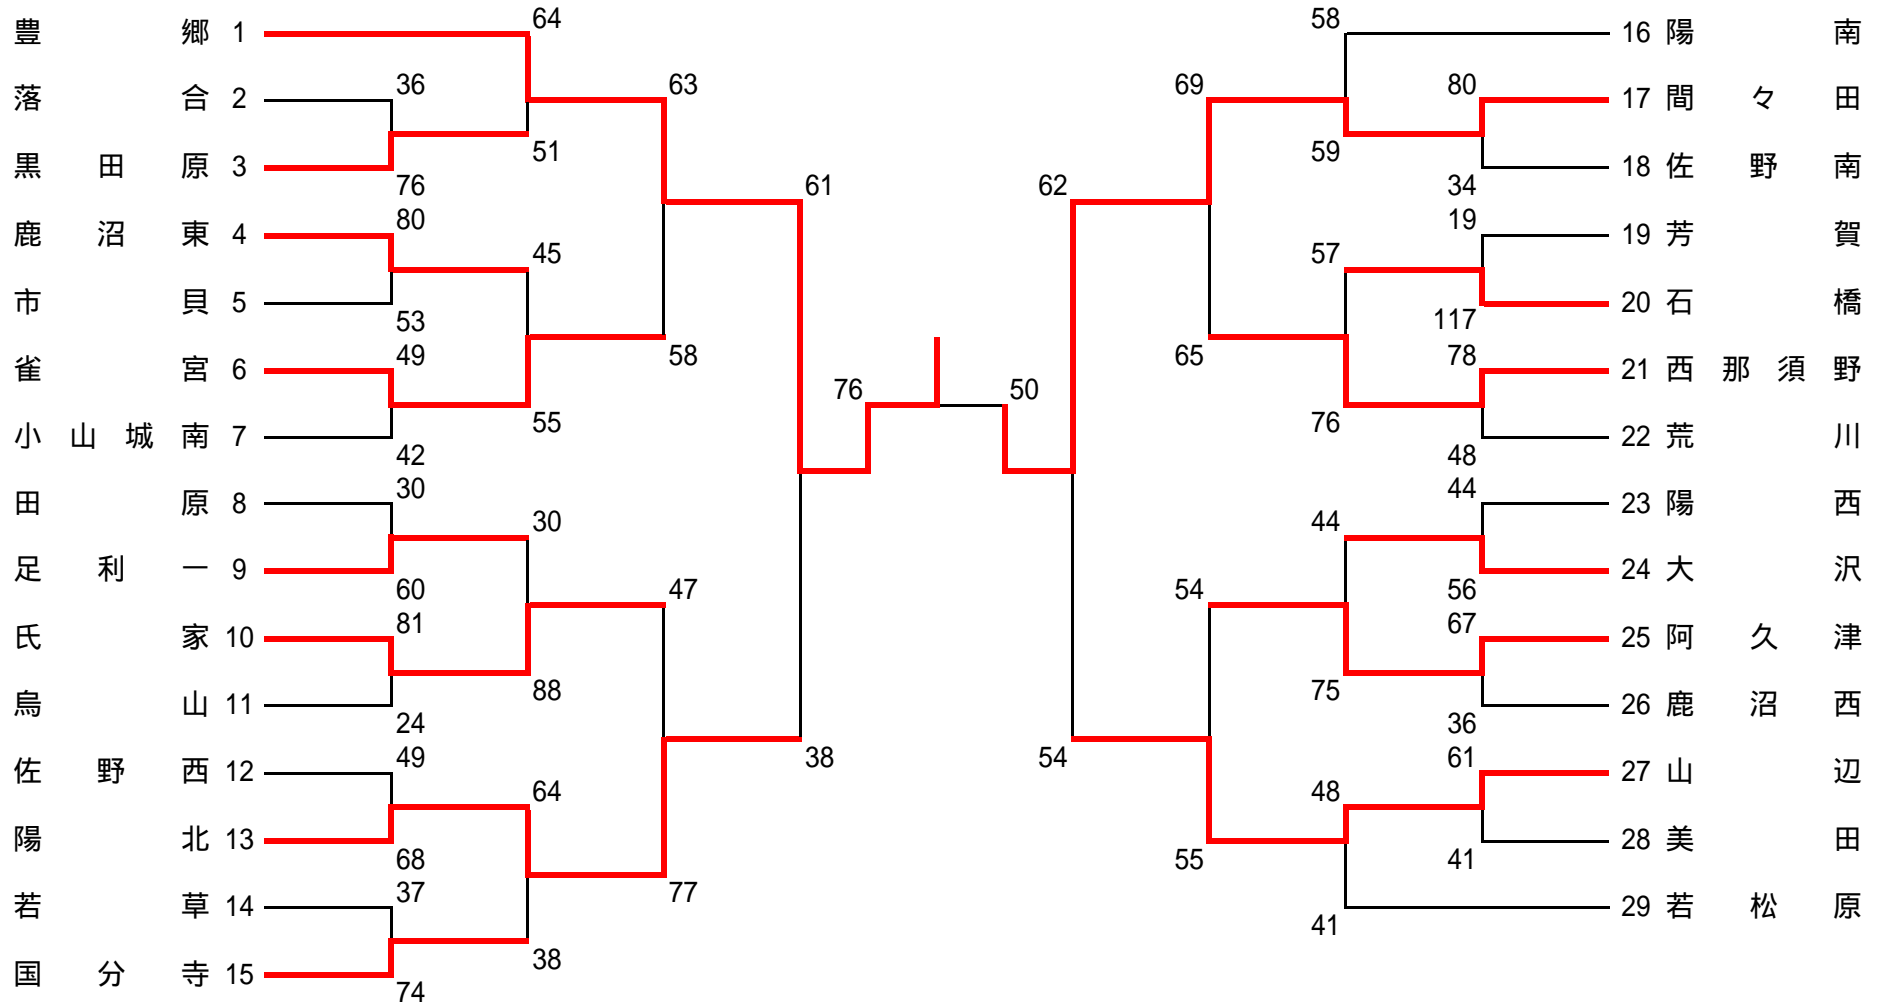 豊郷 1
落合 2
黒田原 3
鹿沼東 4
市貝 5
雀宮 6
小山城南 7
田原 8
足利一 9
氏家 10
烏山 11
佐野西 12
陽北 13
若草 14
国分寺 15
36
76
80
53
49
42
30
60
81
24
49
68
37
74
64
51
45
55
30
88
64
38
63
58
47
77
61
38
76
50
62
54
69
65
54
55
58
59
57
76
44
75
48
41
80
34
19
117
78
48
44
56
67
36
61
41
16 陽南
17 間々田
18 佐野南
19 芳賀
20 石橋
21 西那須野
22 荒川
23 陽西
24 大沢
25 阿久津
26 鹿沼西
27 山辺
28 美田
29 若松原